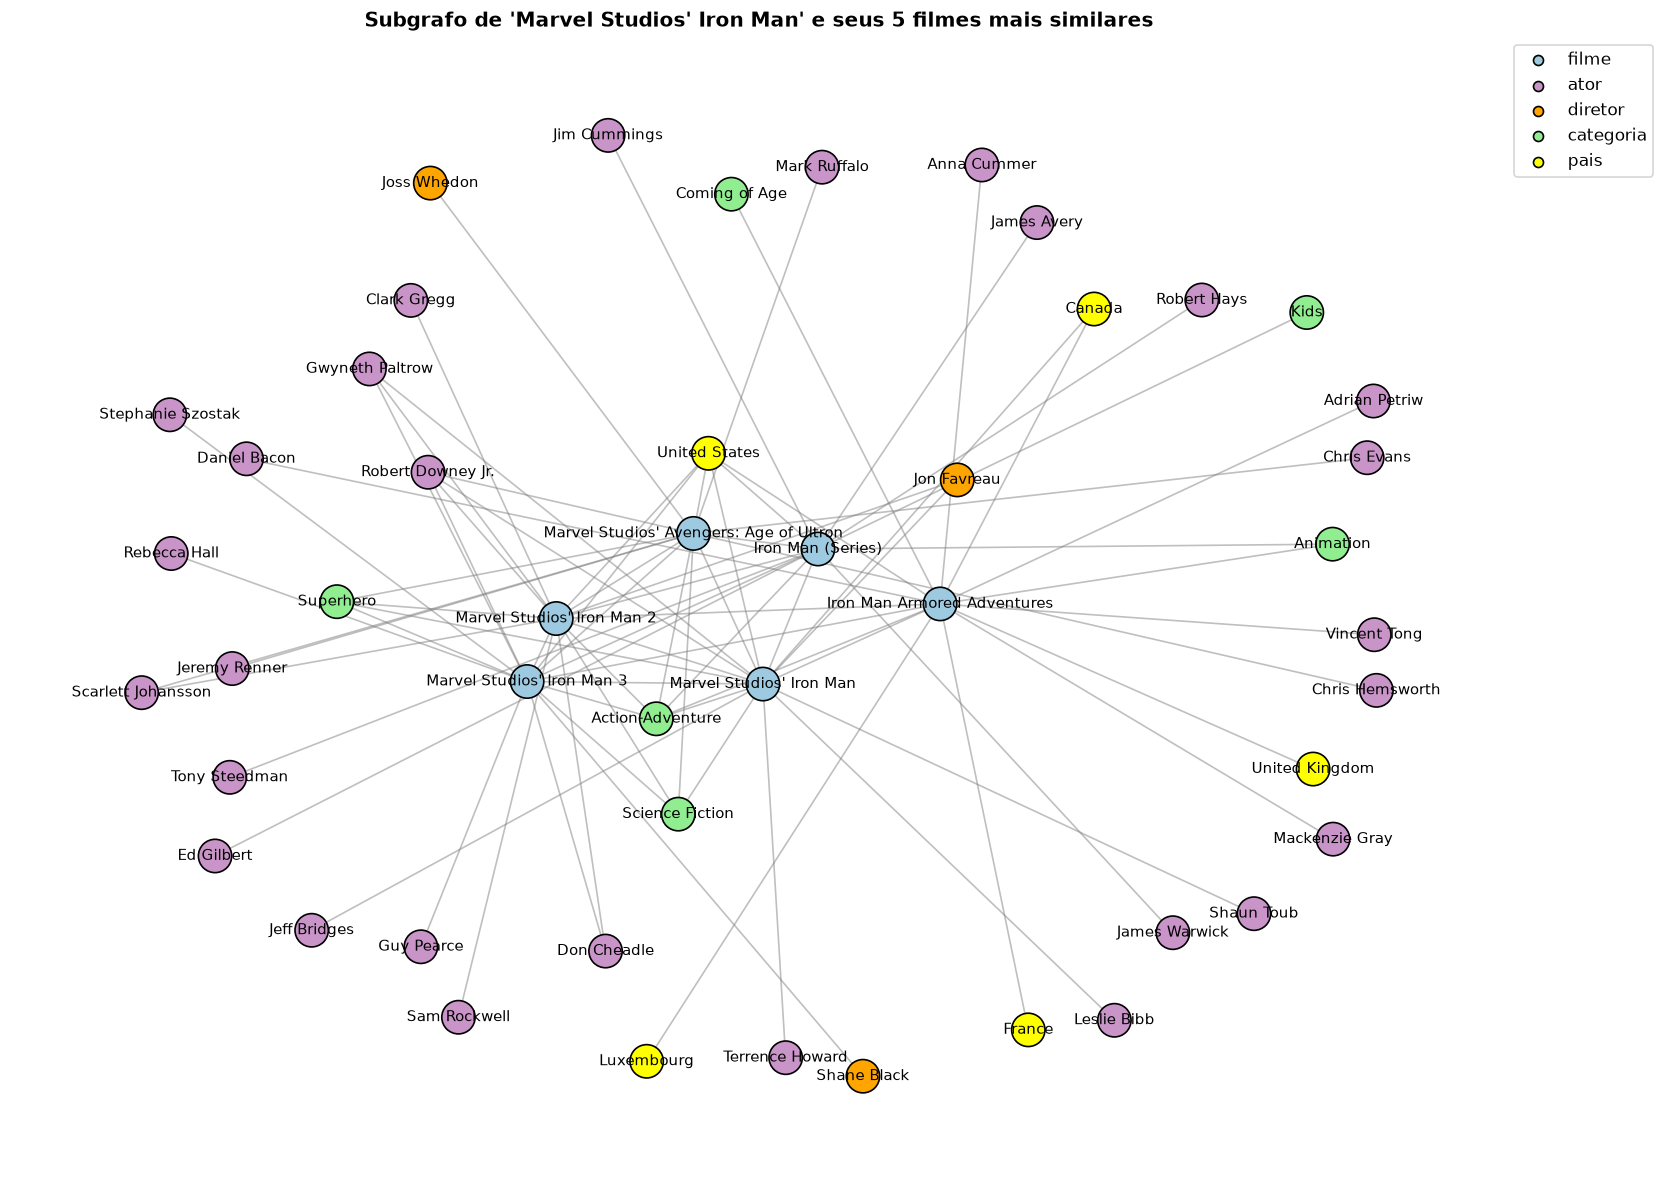 Subgrafo de 'Marvel Studios' Iron Man' e seus 5 filmes mais similares
filme
ator
diretor
categoria
pais
Jim Cummings
Mark Ruffalo
Anna Cummer
Joss Whedon
Coming of Age
James Avery
Clark Gregg
Canada
Robert Hays
Kids
Gwyneth Paltrow
Stephanie Szostak
Adrian Petriw
Daniel Bacon
Robert Downey Jr.
United States
Jon Favreau
Chris Evans
Marvel Studios' Avengers: Age of Ultron
Iron Man (Series)
Animation
Rebecca Hall
Superhero
Marvel Studios' Iron Man 2
Iron Man Armored Adventures
Vincent Tong
Jeremy Renner
Scarlett Johansson
Marvel Studios' Iron Man 3
Marvel Studios' Iron Man
Chris Hemsworth
Action-Adventure
Tony Steedman
United Kingdom
Science Fiction
Mackenzie Gray
Ed Gilbert
Jeff Bridges
Guy Pearce
Don Cheadle
James Warwick
Shaun Toub
Sam Rockwell
France
Leslie Bibb
Luxembourg
Terrence Howard
Shane Black